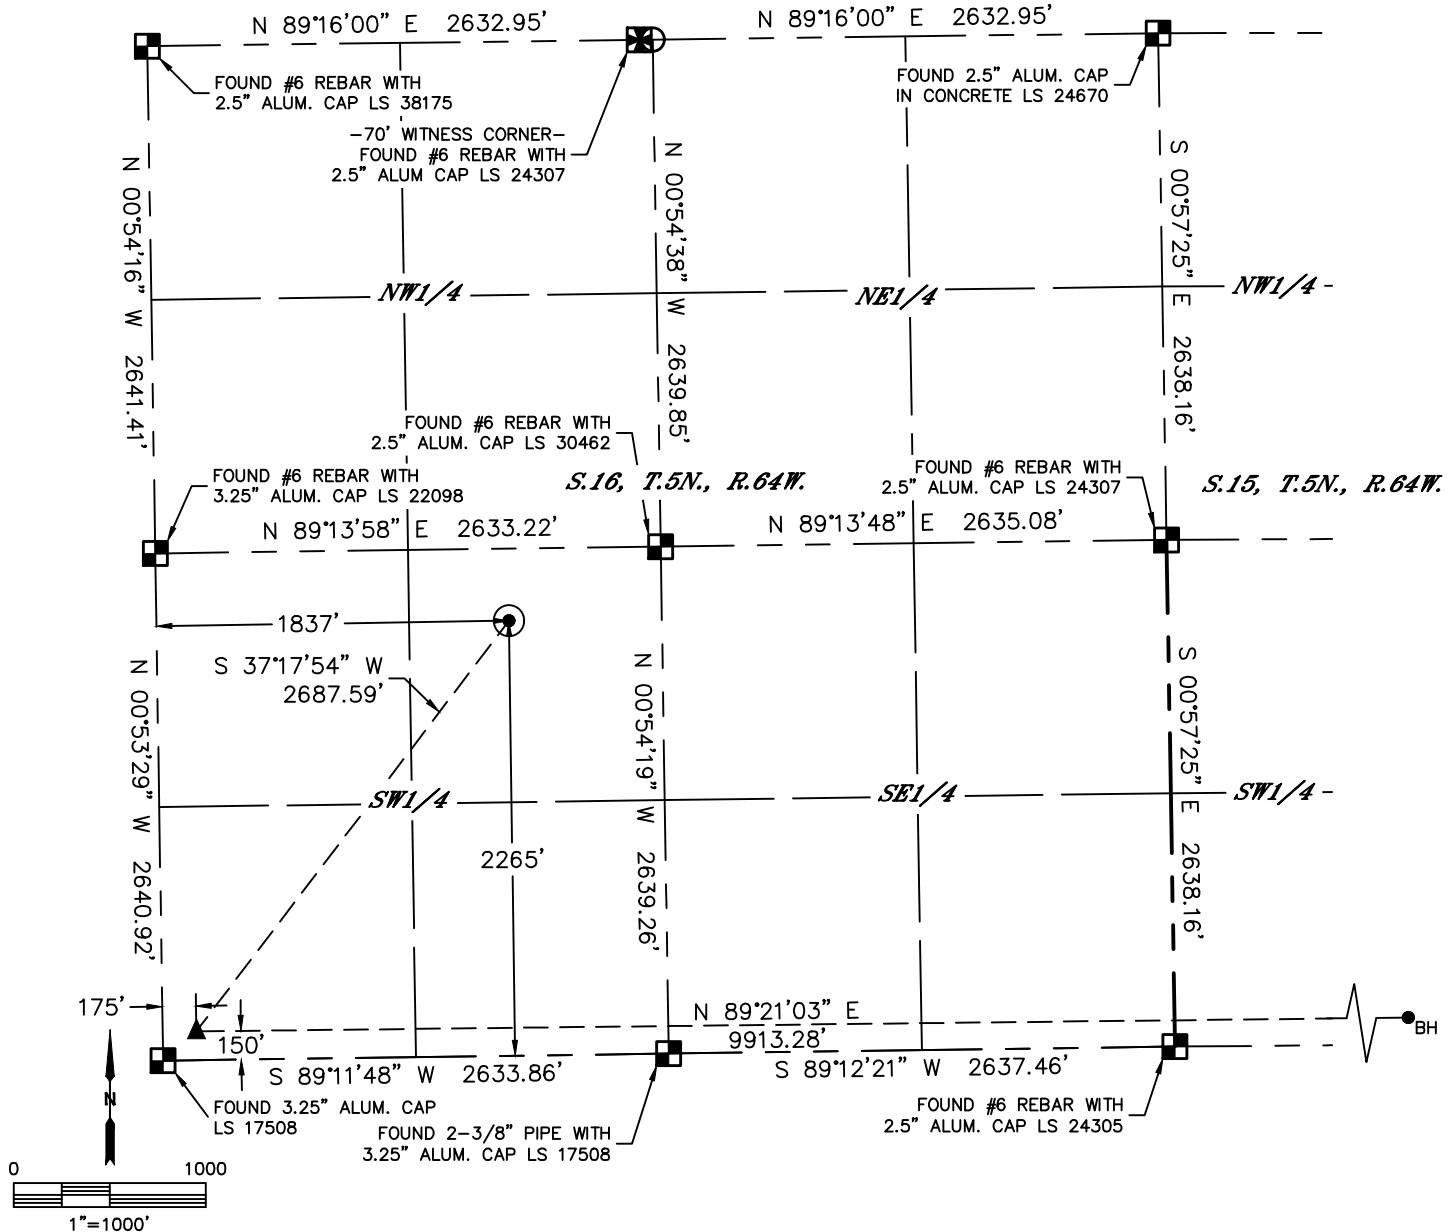 N 89°16'00" E 2632.95'
N 89°16'00" E 2632.95'
FOUND #6 REBAR WITH
2.5" ALUM. CAP LS 38175
-70' WITNESS CORNER-
FOUND #6 REBAR WITH
2.5" ALUM CAP LS 24307
FOUND 2.5" ALUM. CAP
IN CONCRETE LS 24670
N 00°54'16" W 2641.41'
N 00°54'38" W 2639.85'
S 00°57'25" E 2638.16'
NW1/4
NE1/4
NW1/4
FOUND #6 REBAR WITH
2.5" ALUM. CAP LS 30462
FOUND #6 REBAR WITH
3.25" ALUM. CAP LS 22098
S.16, T.5N., R.64W.
FOUND #6 REBAR WITH
2.5" ALUM. CAP LS 24307
S.15, T.5N., R.64W.
N 89°13'58" E 2633.22'
N 89°13'48" E 2635.08'
1837'
S 37°17'54" W
2687.59'
N 00°53'29" W 2640.92'
N 00°54'19" W 2639.26'
S 00°57'25" E 2638.16'
SW1/4
SE1/4
SW1/4
2265'
175'
150'
N 89°21'03" E
9913.28'
BH
S 89°11'48" W 2633.86'
S 89°12'21" W 2637.46'
N
FOUND 3.25" ALUM. CAP
LS 17508
FOUND 2-3/8" PIPE WITH
3.25" ALUM. CAP LS 17508
FOUND #6 REBAR WITH
2.5" ALUM. CAP LS 24305
0 1000
1"=1000'